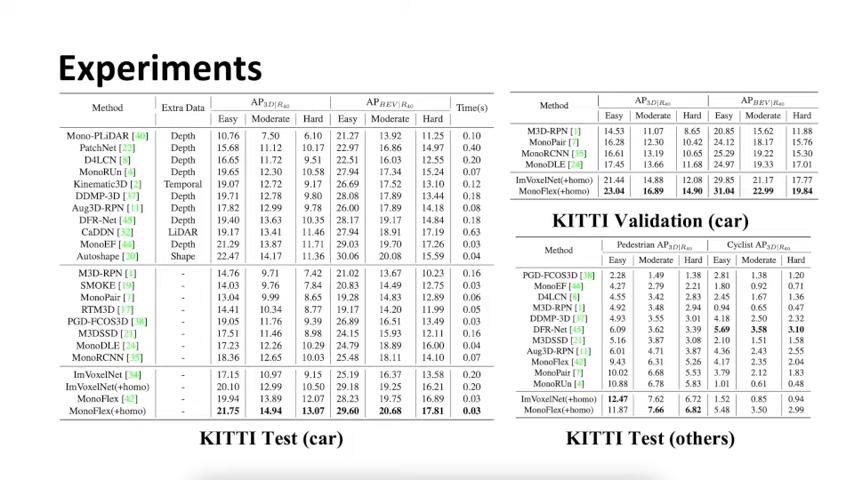 Experiments
Method Extra Data AP3D|R40 APBEV|R40 Time(s)
Easy Moderate Hard Easy Moderate Hard
Mono-PLiDAR [40] Depth 10.76 7.50 6.10 21.27 13.92 11.25 0.10
PatchNet [22] Depth 15.68 11.12 10.17 22.97 16.86 14.97 0.40
D4LCN [8] Depth 16.65 11.72 9.51 22.51 16.03 12.55 0.20
MonoRUn [4] Depth 19.65 12.30 10.58 27.94 17.34 15.24 0.07
Kinematic3D [2] Temporal 19.07 12.72 9.17 26.69 17.52 13.10 0.12
DDMP-3D [37] Depth 19.71 12.78 9.80 28.08 17.89 13.44 0.18
Aug3D-RPN [11] Depth 17.82 12.99 9.78 26.00 17.89 14.18 0.08
DFR-Net [45] Depth 19.40 13.63 10.35 28.17 19.17 14.84 0.18
CaDDN [32] LiDAR 19.17 13.41 11.46 27.94 18.91 17.19 0.63
MonoEF [44] Depth 21.29 13.87 11.71 29.03 19.70 17.26 0.03
Autoshape [20] Shape 22.47 14.17 11.36 30.06 20.08 15.59 0.04
M3D-RPN [1] - 14.76 9.71 7.42 21.02 13.67 10.23 0.16
SMOKE [19] - 14.03 9.76 7.84 20.83 14.49 12.75 0.03
MonoPair [7] - 13.04 9.99 8.65 19.28 14.83 12.89 0.06
RTM3D [17] - 14.41 10.34 8.77 19.17 14.20 11.99 0.05
PGD-FCOS3D [38] - 19.05 11.76 9.39 26.89 16.51 13.49 0.03
M3DSSD [21] - 17.51 11.46 8.98 24.15 15.93 12.11 0.16
MonoDLE [24] - 17.23 12.26 10.29 24.79 18.89 16.00 0.04
MonoRCNN [35] - 18.36 12.65 10.03 25.48 18.11 14.10 0.07
ImVoxelNet [34] - 17.15 10.97 9.15 25.19 16.37 13.58 0.20
ImVoxelNet(+homo) - 20.10 12.99 10.50 29.18 19.25 16.21 0.20
MonoFlex [42] - 19.94 13.89 12.07 28.23 19.75 16.89 0.03
MonoFlex(+homo) - 21.75 14.94 13.07 29.60 20.68 17.81 0.03
KITTI Test (car)
Method AP3D|R40 APBEV|R40
Easy Moderate Hard Easy Moderate Hard
M3D-RPN [1] 14.53 11.07 8.65 20.85 15.62 11.88
MonoPair [7] 16.28 12.30 10.42 24.12 18.17 15.76
MonoRCNN [35] 16.61 13.19 10.65 25.29 19.22 15.30
MonoDLE [24] 17.45 13.66 11.68 24.97 19.33 17.01
ImVoxelNet(+homo) 21.44 14.88 12.08 29.85 21.17 17.77
MonoFlex(+homo) 23.04 16.89 14.90 31.04 22.99 19.84
KITTI Validation (car)
Method Pedestrian AP3D|R40 Cyclist AP3D|R40
Easy Moderate Hard Easy Moderate Hard
PGD-FCOS3D [38] 2.28 1.49 1.38 2.81 1.38 1.20
MonoEF [44] 4.27 2.79 2.21 1.80 0.92 0.71
D4LCN [8] 4.55 3.42 2.83 2.45 1.67 1.36
M3D-RPN [1] 4.92 3.48 2.94 0.94 0.65 0.47
DDMP-3D [37] 4.93 3.55 3.01 4.18 2.50 2.32
DFR-Net [45] 6.09 3.62 3.39 5.69 3.58 3.10
M3DSSD [21] 5.16 3.87 3.08 2.10 1.51 1.58
Aug3D-RPN [11] 6.01 4.71 3.87 4.36 2.43 2.55
MonoFlex [42] 9.43 6.31 5.26 4.17 2.35 2.04
MonoPair [7] 10.02 6.68 5.53 3.79 2.12 1.83
MonoRUn [4] 10.88 6.78 5.83 1.01 0.61 0.48
ImVoxelNet(+homo) 12.47 7.62 6.72 1.52 0.85 0.94
MonoFlex(+homo) 11.87 7.66 6.82 5.48 3.50 2.99
KITTI Test (others)